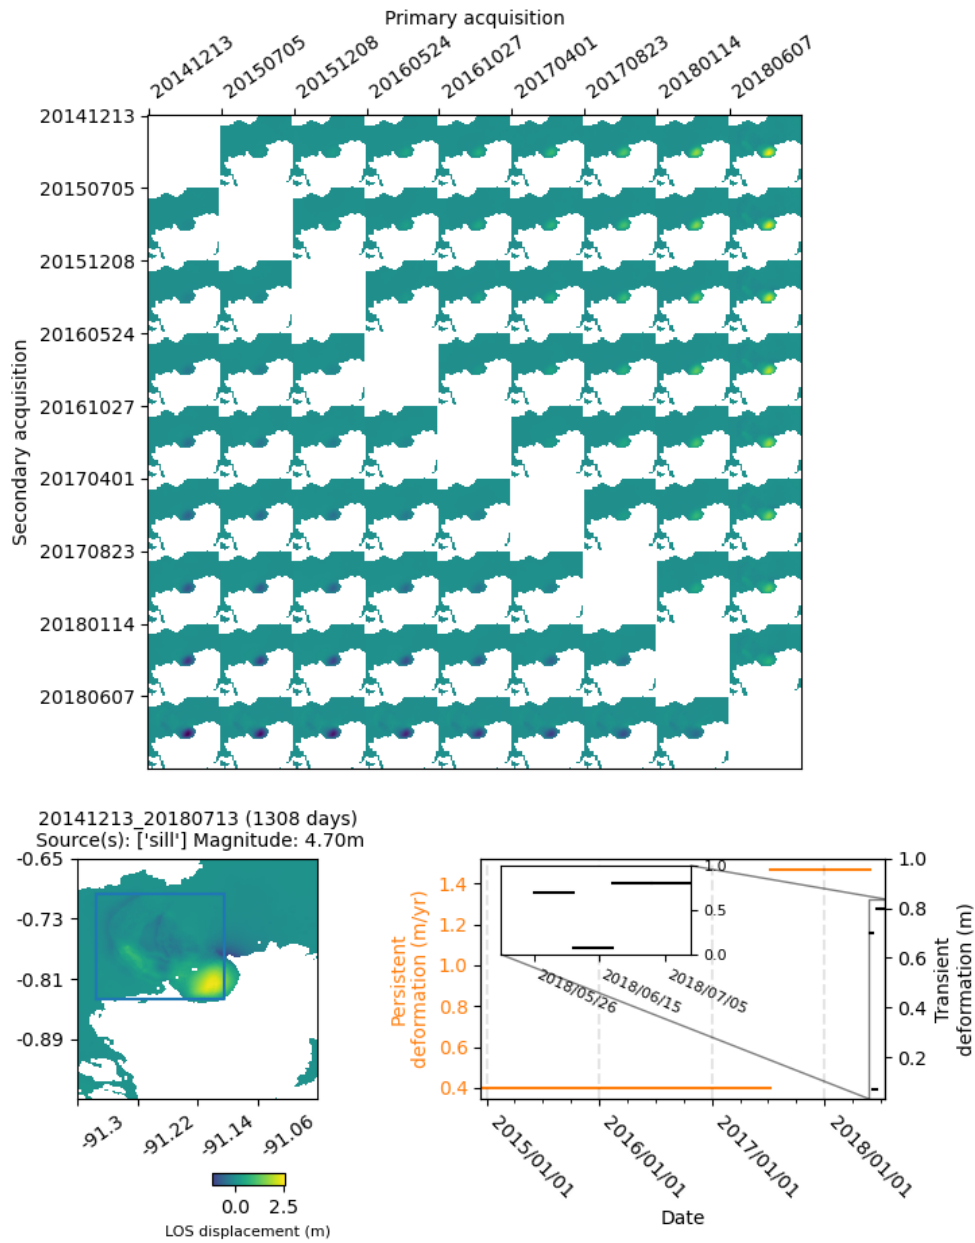 Primary acquisition
20141213 20150705 20151208 20160524 20161027 20170401 20170823 20180114 20180607
Secondary acquisition
20141213
20150705
20151208
20160524
20161027
20170401
20170823
20180114
20180607
20141213_20180713 (1308 days)
Source(s): ['sill'] Magnitude: 4.70m
-0.65
-0.73
-0.81
-0.89
-91.3 -91.22 -91.14 -91.06
0.0 2.5
LOS displacement (m)
Persistent
deformation (m/yr)
1.4
1.2
1.0
0.8
0.6
0.4
1.0
0.5
0.0
2018/05/26 2018/06/15 2018/07/05
1.0
0.8
0.6
0.4
0.2
Transient
deformation (m)
2015/01/01 2016/01/01 2017/01/01 2018/01/01
Date